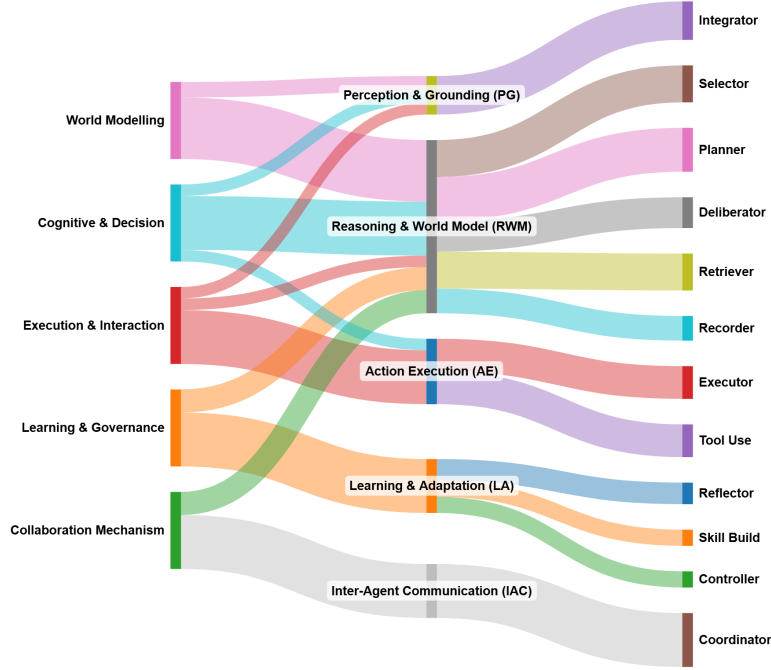 World Modelling
Cognitive & Decision
Execution & Interaction
Learning & Governance
Collaboration Mechanism
Perception & Grounding (PG)
Reasoning & World Model (RWM)
Action Execution (AE)
Learning & Adaptation (LA)
Inter-Agent Communication (IAC)
Integrator
Selector
Planner
Deliberator
Retriever
Recorder
Executor
Tool Use
Reflector
Skill Build
Controller
Coordinator